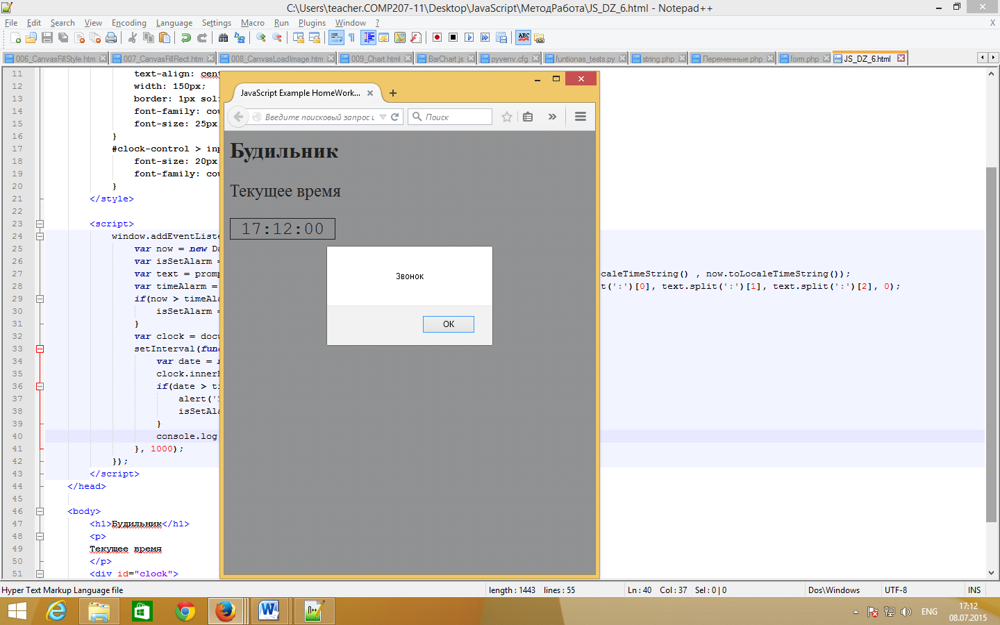 C:\Users\teacher.COMP207-11\Desktop\JavaScript\МетодРабота\JS_DZ_6.html - Notepad++
File Edit Search View Encoding Language Settings Macro Run Plugins Window ? X
006_CanvasFillStyle.htm 007_CanvasFillRect.htm 008_CanvasLoadImage.htm 009_Chart.html BarChart.js pyvenv.cfg funtionas_tests.py string.php Переменные.php form.php JS_DZ_6.html
11 text-align: cent
12 width: 150px;
13 border: 1px soli
14 font-family: cou
15 font-size: 25px
16 }
17 #clock-control > inp
18 font-size: 20px
19 font-family: cou
20 }
21 </style>
22
23 <script>
24 window.addEventListe
25 var now = new Da
26 var isSetAlarm =
27 var text = promp caleTimeString() , now.toLocaleTimeString());
28 var timeAlarm = t(':')[0], text.split(':')[1], text.split(':')[2], 0);
29 if(now > timeAla
30 isSetAlarm =
31 }
32 var clock = docu
33 setInterval(func
34 var date = n
35 clock.innerH
36 if(date > ti
37 alert('
38 isSetAla
39 }
40 console.log
41 }, 1000);
42 });
43 </script>
44 </head>
45
46 <body>
47 <h1>Будильник</h1>
48 <p>
49 Текущее время
50 </p>
51 <div id="clock">
JavaScript Example HomeWork...
Введите поисковый запрос и
Поиск
Будильник
Текущее время
17:12:00
Звонок
OK
Hyper Text Markup Language file length : 1443 lines : 55 Ln : 40 Col : 37 Sel : 0 | 0 Dos\Windows UTF-8 INS
ENG 17:12
08.07.2015